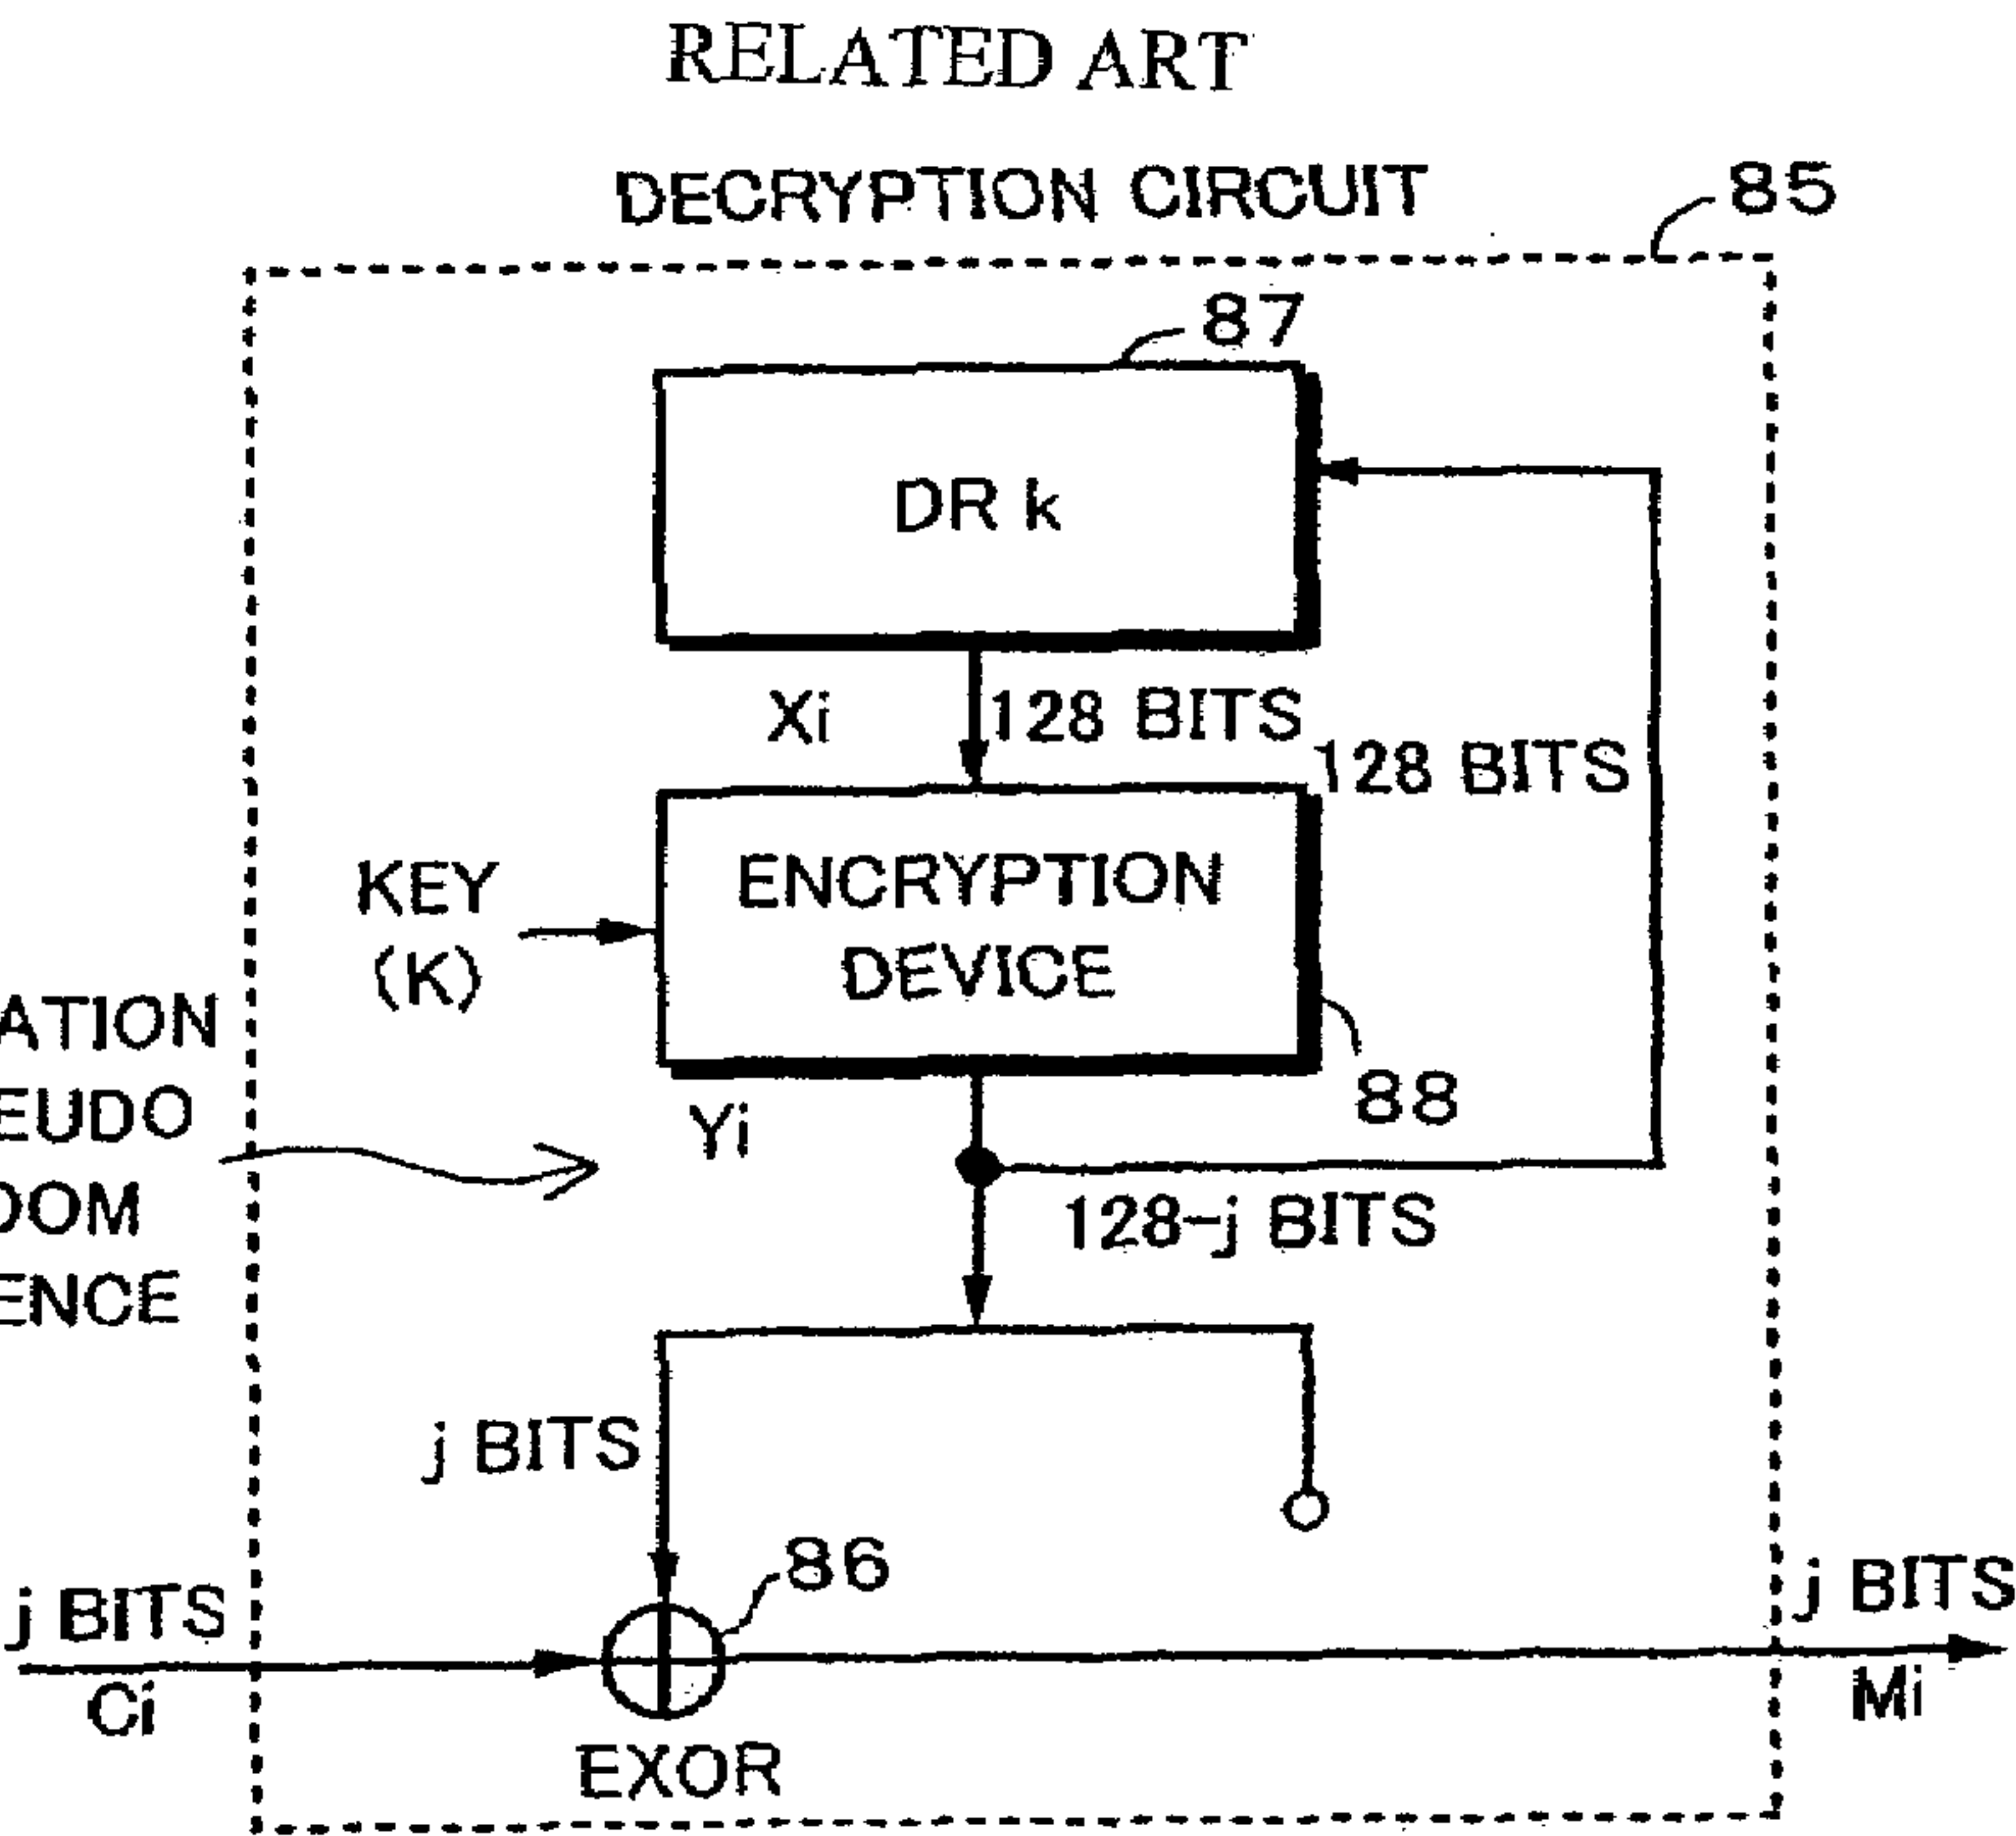 RELATED ART
DECRYPTION CIRCUIT
85
87
DR k
Xi
128 BITS
128 BITS
KEY
(K)
ENCRYPTION
DEVICE
88
Yi
ATION
EUDO
DOM
ENCE
128-j BITS
j BITS
86
j BITS
Ci
j BITS
Mi
EXOR